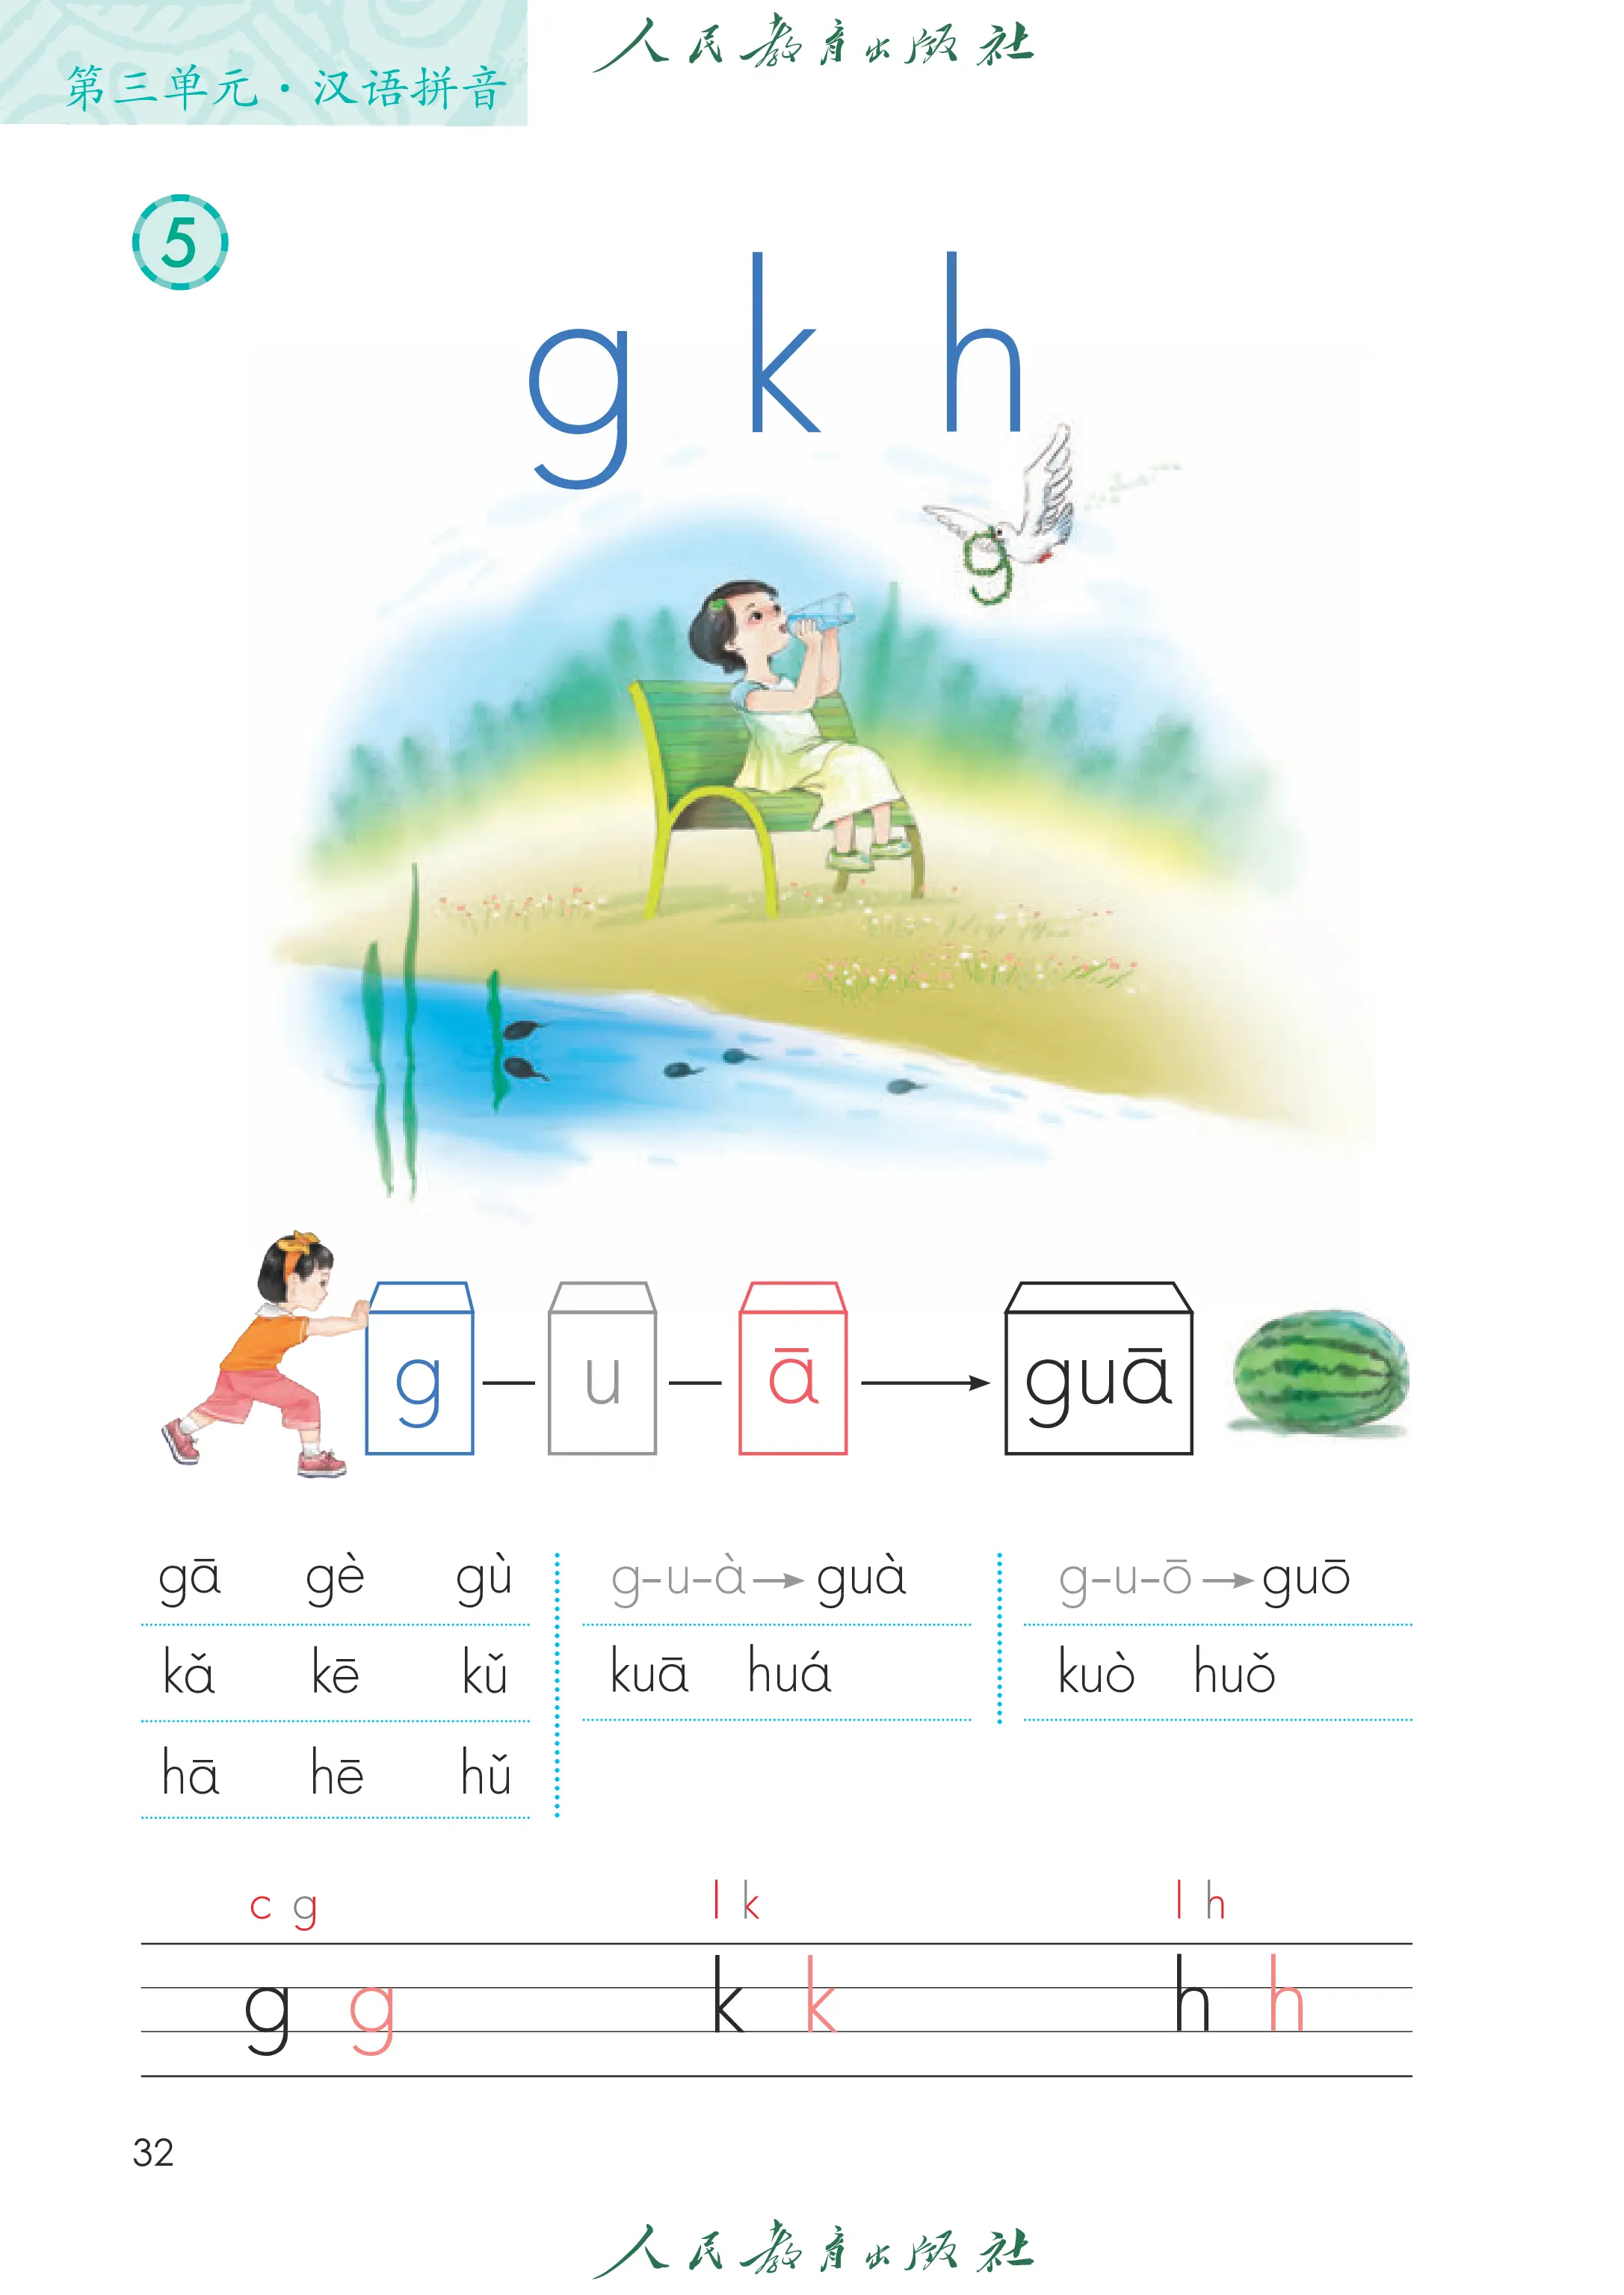 人民教育出版社
第三单元·汉语拼音
5
g k h
g
g — u — ā → guā
gā gè gù
kǎ kē kǔ
hā hē hǔ
g-u-à→guà
kuā huá
g-u-ō→guō
kuò huǒ
c g l k l h
g g k k h h
32
人民教育出版社